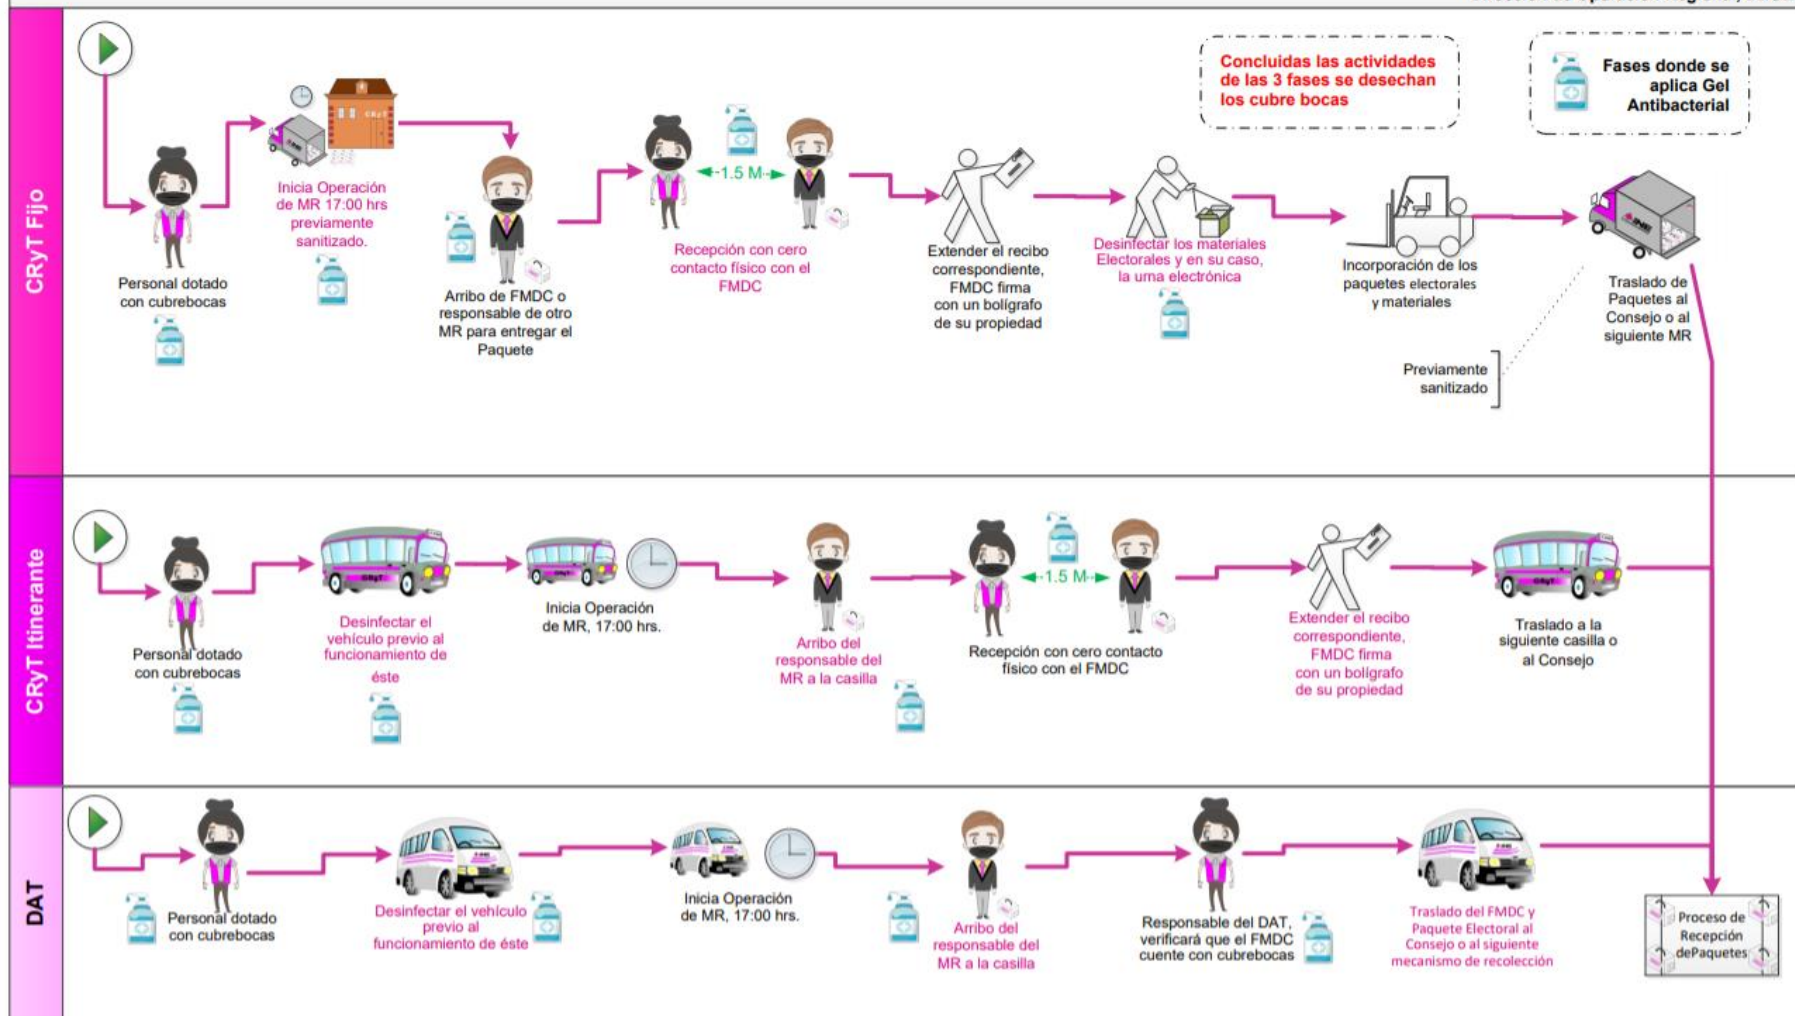 CRyT Fijo
Concluidas las actividades
de las 3 fases se desechan
los cubre bocas
Fases donde se
aplica Gel
Antibacterial
Personal dotado
con cubrebocas
CRyT
INE
Inicia Operación
de MR 17:00 hrs
previamente
sanitizado.
Arribo de FMDC o
responsable de otro
MR para entregar el
Paquete
1.5 M
Recepción con cero
contacto físico con el
FMDC
Extender el recibo
correspondiente,
FMDC firma
con un bolígrafo
de su propiedad
Desinfectar los materiales
Electorales y en su caso,
la urna electrónica
Incorporación de los
paquetes electorales
y materiales
INE
Traslado de
Paquetes al
Consejo o al
siguiente MR
Previamente
sanitizado
CRyT Itinerante
Personal dotado
con cubrebocas
CRyT
Desinfectar el
vehículo previo al
funcionamiento de
éste
CRyT
Inicia Operación
de MR, 17:00 hrs.
Arribo del
responsable del
MR a la casilla
1.5 M
Recepción con cero contacto
físico con el FMDC
Extender el recibo
correspondiente,
FMDC firma
con un bolígrafo
de su propiedad
CRyT
Traslado a la
siguiente casilla o
al Consejo
DAT
Personal dotado
con cubrebocas
INE
Desinfectar el vehículo
previo al
funcionamiento de éste
INE
Inicia Operación
de MR, 17:00 hrs.
Arribo del
responsable del
MR a la casilla
Responsable del DAT,
verificará que el FMDC
cuente con cubrebocas
INE
Traslado del FMDC y
Paquete Electoral al
Consejo o al siguiente
mecanismo de recolección
Proceso de
Recepción
dePaquetes